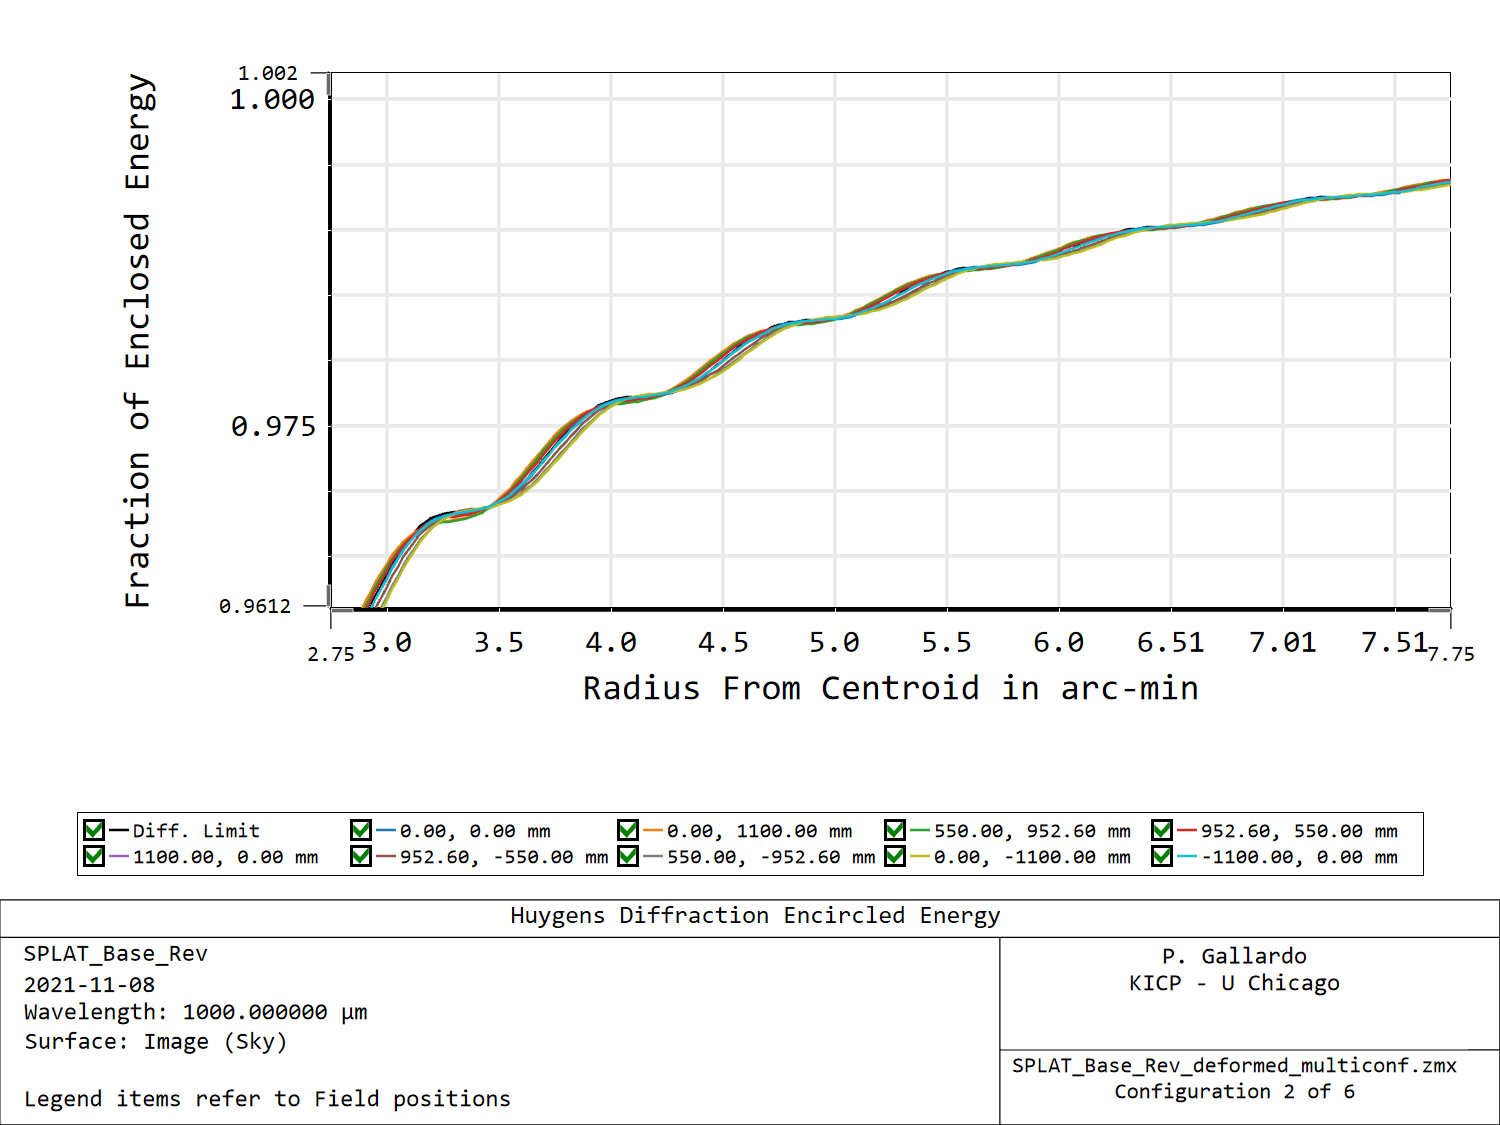 Fraction of Enclosed Energy
1.002
1.000
0.975
0.9612
2.75 3.0 3.5 4.0 4.5 5.0 5.5 6.0 6.51 7.01 7.51 7.75
Radius From Centroid in arc-min
Diff. Limit 0.00, 0.00 mm 0.00, 1100.00 mm 550.00, 952.60 mm 952.60, 550.00 mm
1100.00, 0.00 mm 952.60, -550.00 mm 550.00, -952.60 mm 0.00, -1100.00 mm -1100.00, 0.00 mm
Huygens Diffraction Encircled Energy
SPLAT_Base_Rev
2021-11-08
Wavelength: 1000.000000 µm
Surface: Image (Sky)
Legend items refer to Field positions
P. Gallardo
KICP - U Chicago
SPLAT_Base_Rev_deformed_multiconf.zmx
Configuration 2 of 6